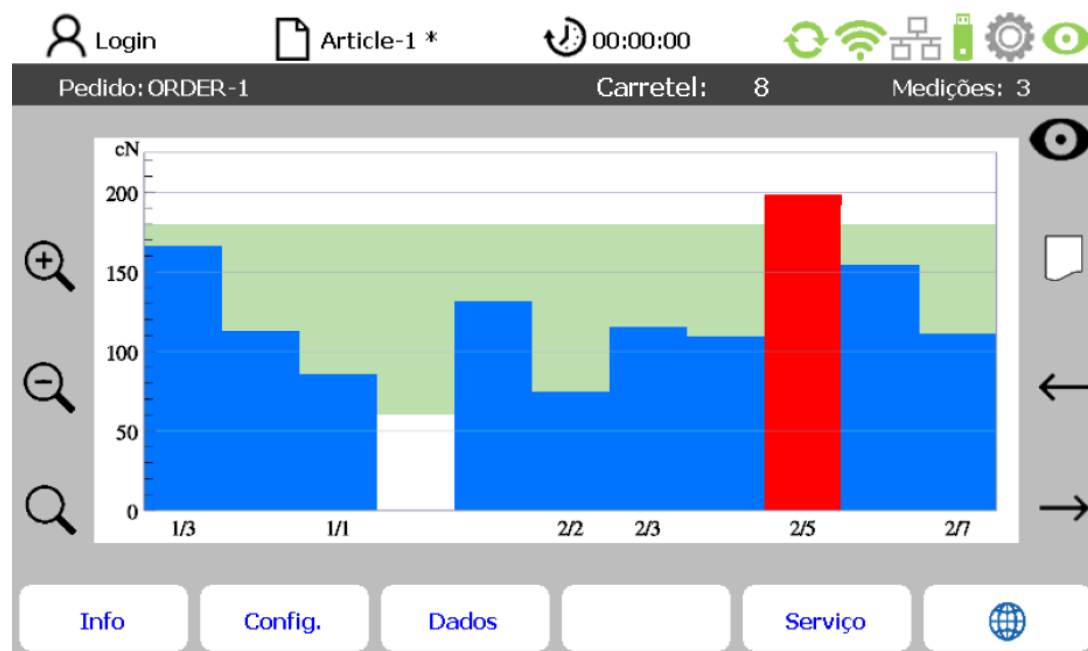 Login Article-1 * 00:00:00
Pedido: ORDER-1 Carretel: 8 Medições: 3
cN
200
150
100
50
0
1/3 1/1 2/2 2/3 2/5 2/7
Info Config. Dados Serviço